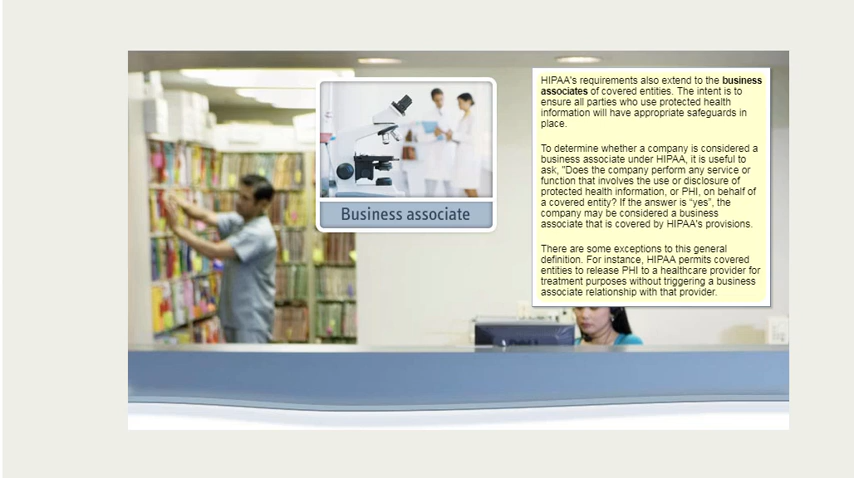 HIPAA's requirements also extend to the business
associates of covered entities. The intent is to
ensure all parties who use protected health
information will have appropriate safeguards in
place.
To determine whether a company is considered a
business associate under HIPAA, it is useful to
ask, "Does the company perform any service or
function that involves the use or disclosure of
protected health information, or PHI, on behalf of
a covered entity? If the answer is “yes”, the
company may be considered a business
associate that is covered by HIPAA's provisions.
There are some exceptions to this general
definition. For instance, HIPAA permits covered
entities to release PHI to a healthcare provider for
treatment purposes without triggering a business
associate relationship with that provider.
Business associate